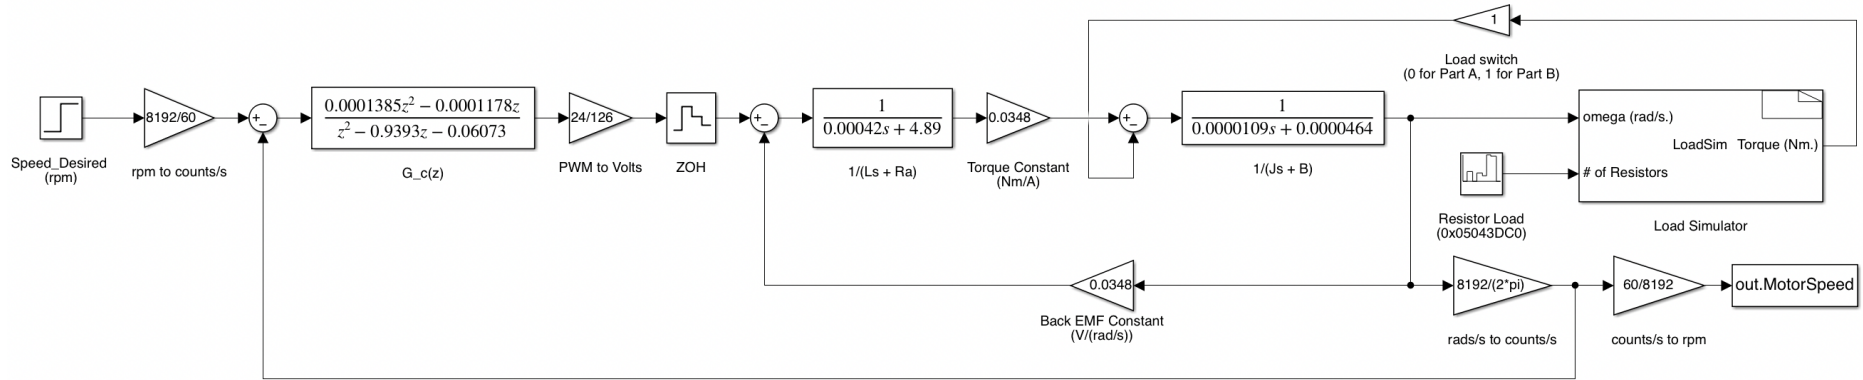 1
Load switch
(0 for Part A, 1 for Part B)
Speed_Desired
(rpm)
8192/60
rpm to counts/s
+
−
0.0001385z² − 0.0001178z
z² − 0.9393z − 0.06073
G_c(z)
24/126
PWM to Volts
ZOH
+
−
1
0.00042s + 4.89
1/(Ls + Ra)
0.0348
Torque Constant
(Nm/A)
+
−
1
0.0000109s + 0.0000464
1/(Js + B)
omega (rad/s.)
LoadSim Torque (Nm.)
# of Resistors
Load Simulator
Resistor Load
(0x05043DC0)
0.0348
Back EMF Constant
(V/(rad/s))
8192/(2*pi)
rads/s to counts/s
60/8192
counts/s to rpm
out.MotorSpeed